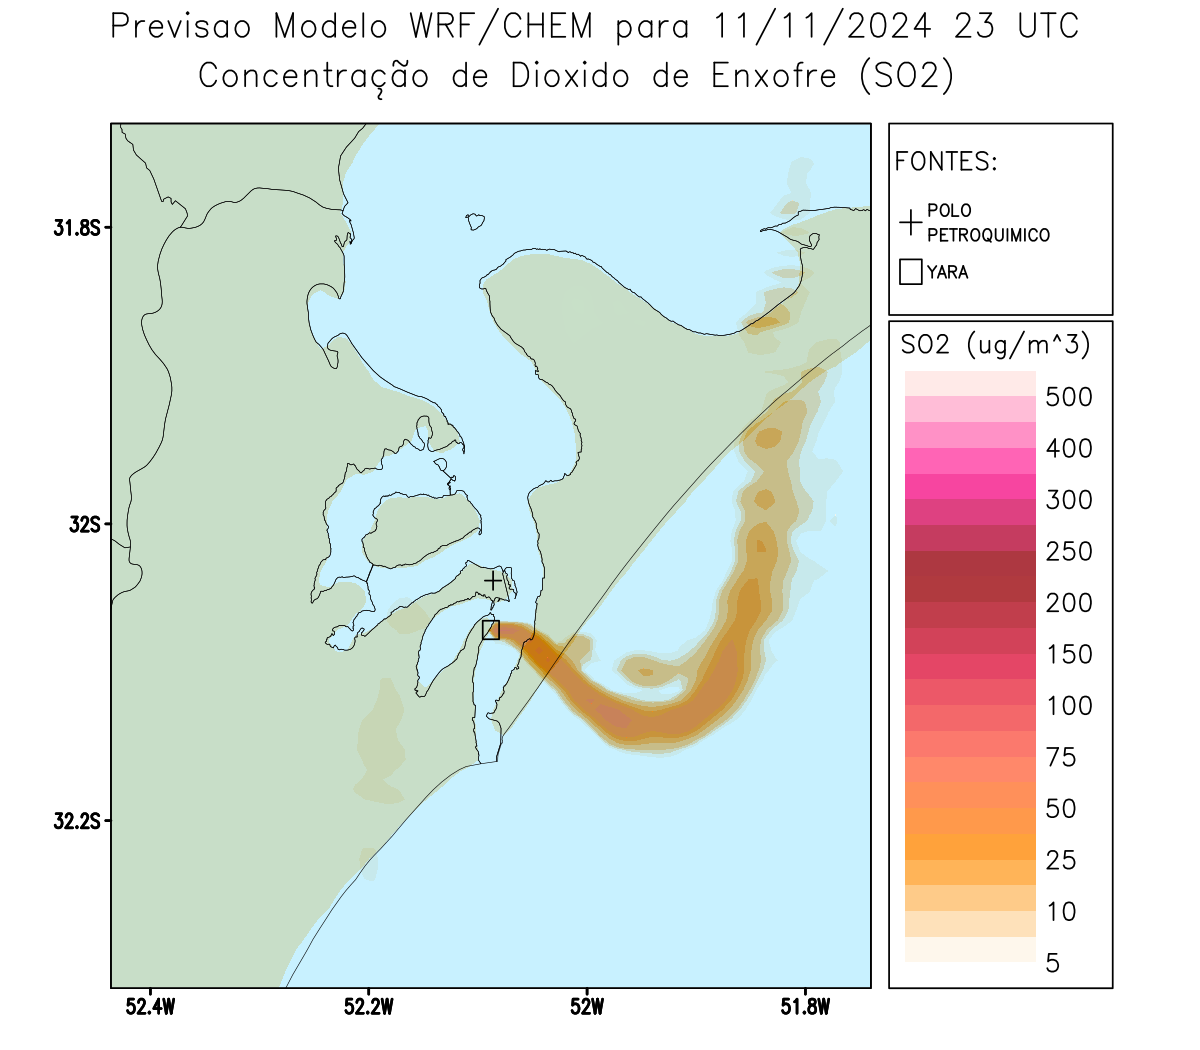 Previsao Modelo WRF/CHEM para 11/11/2024 23 UTC
Concentração de Dioxido de Enxofre (SO2)
FONTES:
POLO
PETROQUIMICO
YARA
SO2 (ug/m^3)
500
400
300
250
200
150
100
75
50
25
10
5
31.8S
32S
32.2S
52.4W
52.2W
52W
51.8W